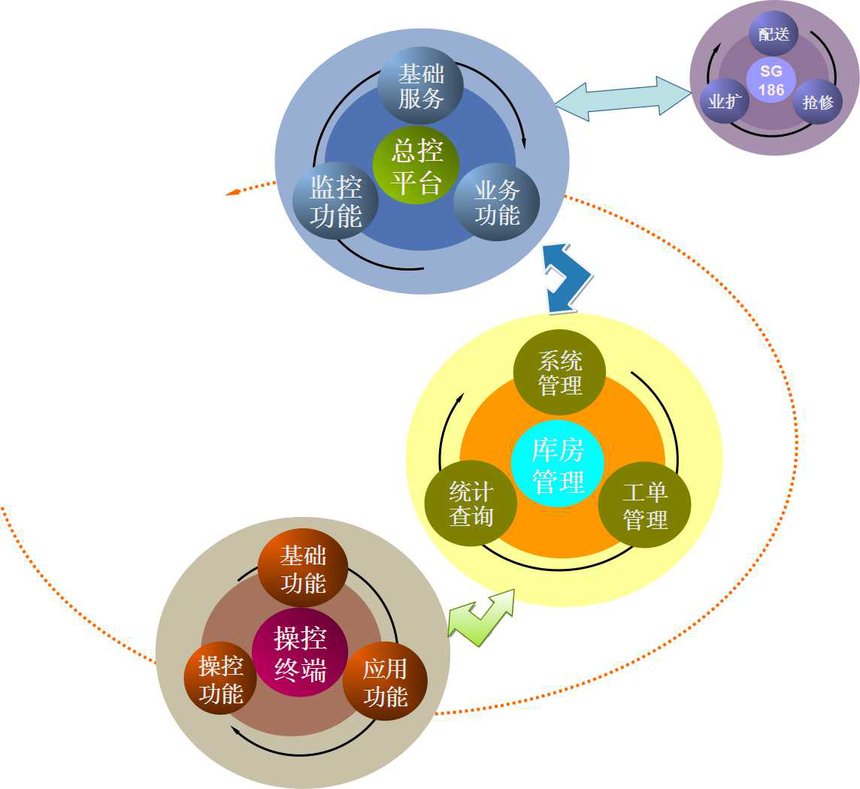 基础
服务
总控
平台
监控
功能
业务
功能
配送
SG
186
业扩
抢修
系统
管理
库房
管理
统计
查询
工单
管理
基础
功能
操控
终端
操控
功能
应用
功能